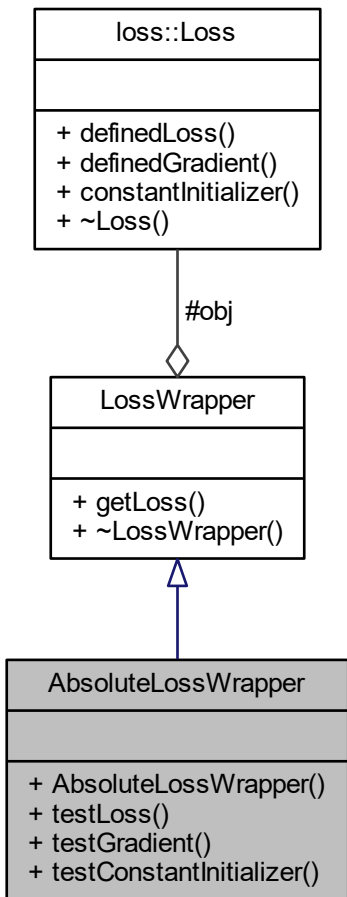 loss::Loss
+ definedLoss()
+ definedGradient()
+ constantInitializer()
+ ~Loss()
#obj
LossWrapper
+ getLoss()
+ ~LossWrapper()
AbsoluteLossWrapper
+ AbsoluteLossWrapper()
+ testLoss()
+ testGradient()
+ testConstantInitializer()